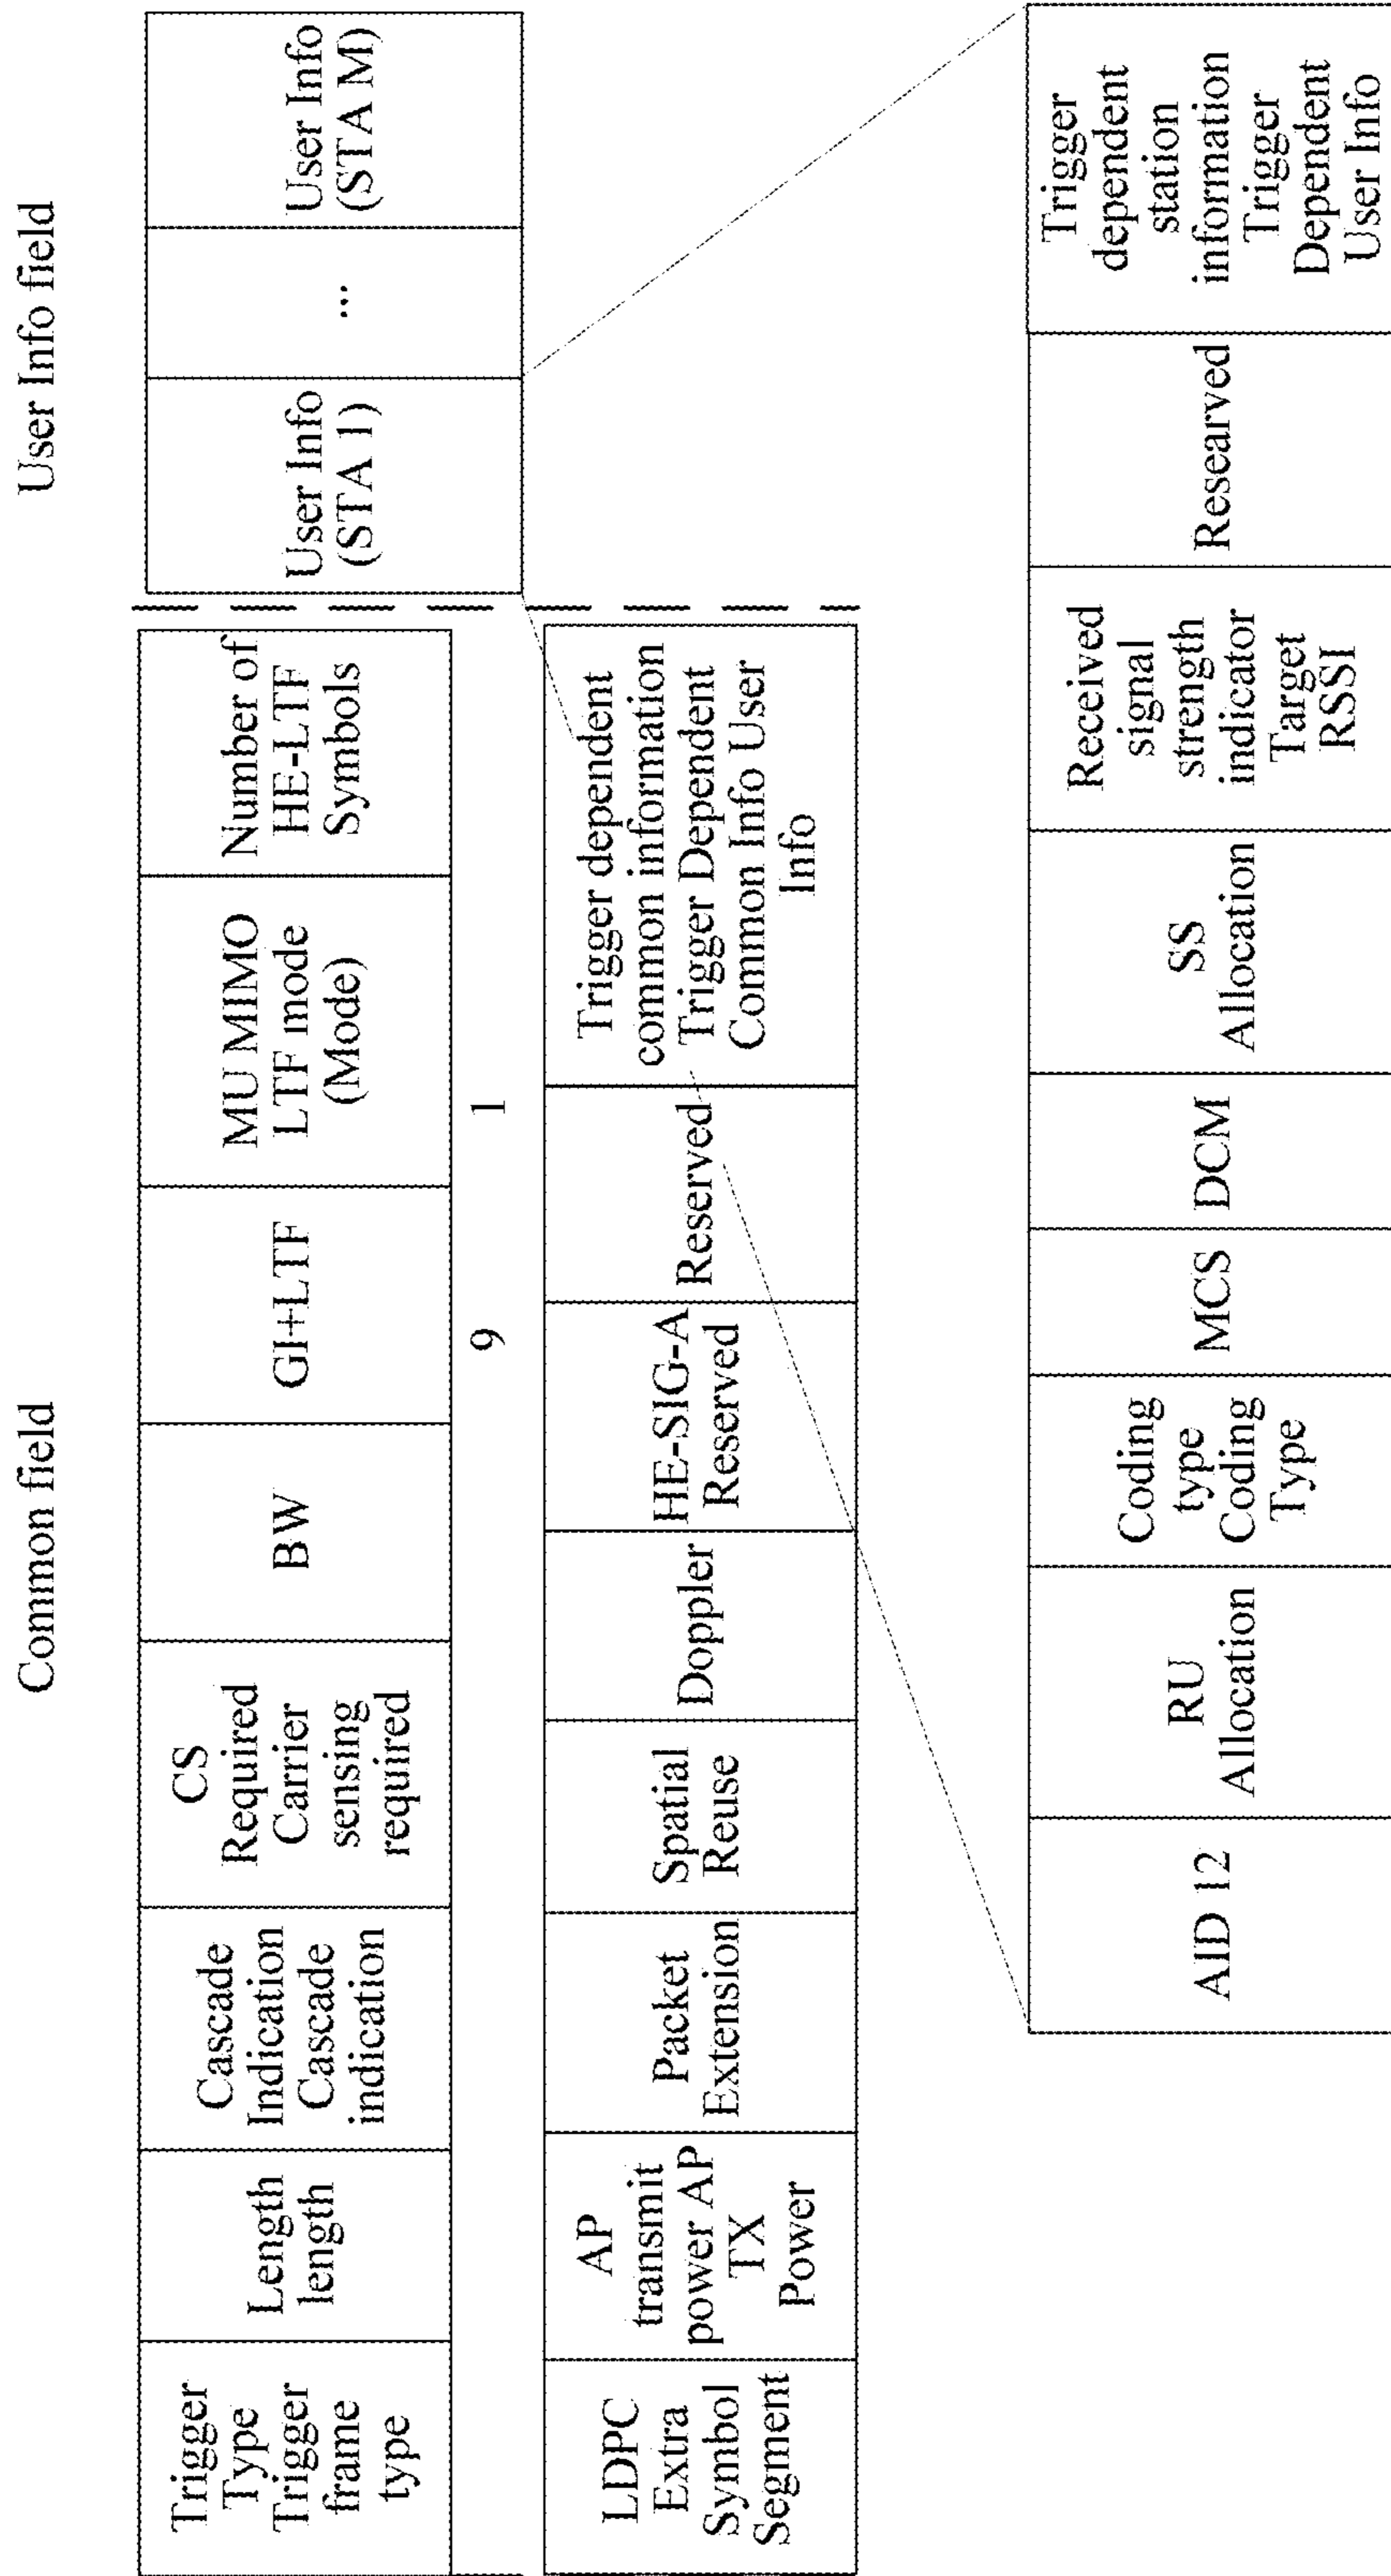 Common field
User Info field
Trigger
Type
Trigger
frame
type
Length
length
Cascade
Indication
Cascade
indication
CS
Required
Carrier
sensing
required
BW
GI+LTF
MU MIMO
LTF mode
(Mode)
Number of
HE-LTF
Symbols
User Info
(STA 1)
...
User Info
(STA M)
9
1
LDPC
Extra
Symbol
Segment
AP
transmit
power AP
TX
Power
Packet
Extension
Spatial
Reuse
Doppler
HE-SIG-A
Reserved
Reserved
Trigger dependent
common information
Trigger Dependent
Common Info User
Info
AID 12
RU
Allocation
Coding
type
Coding
Type
MCS
DCM
SS
Allocation
Received
signal
strength
indicator
Target
RSSI
Researved
Trigger
dependent
station
information
Trigger
Dependent
User Info